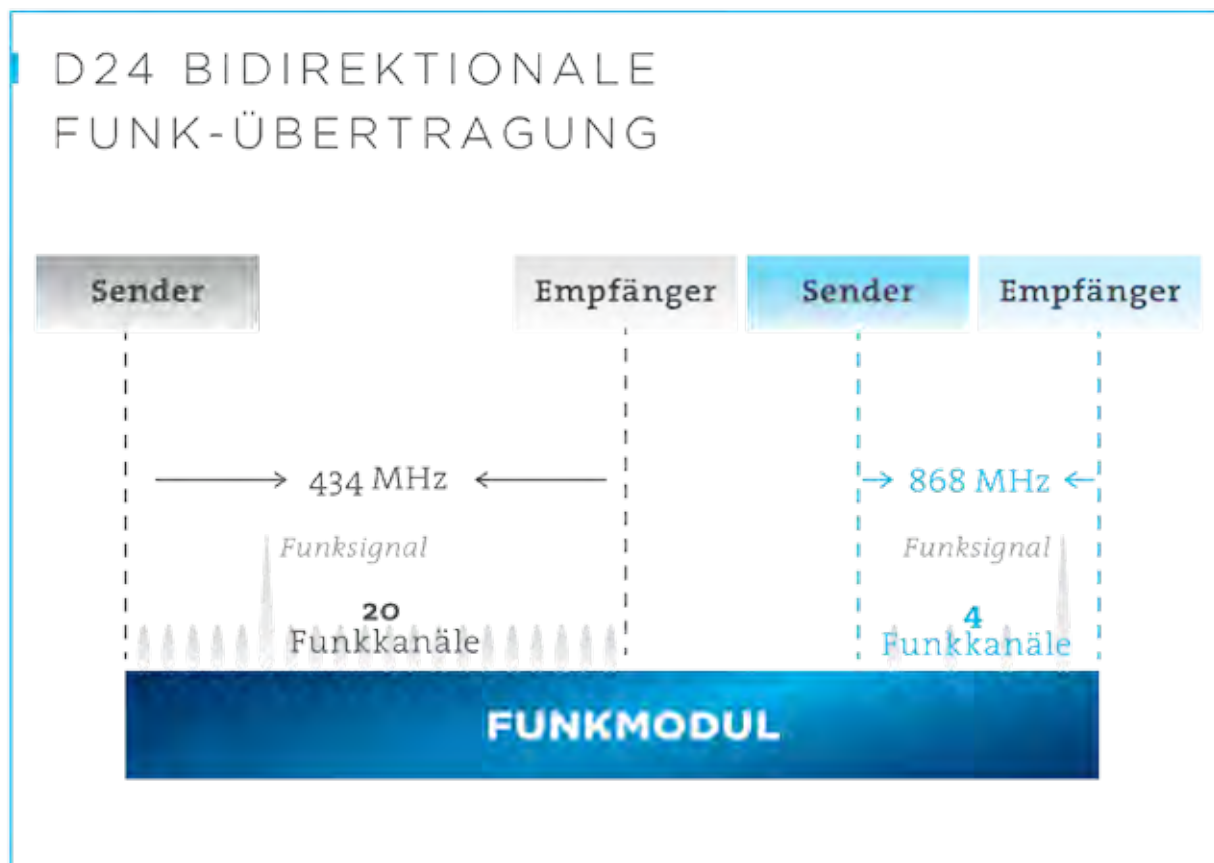 D24 BIDIREKTIONALE
FUNK-ÜBERTRAGUNG
Sender
Empfänger
Sender
Empfänger
434 MHz
868 MHz
Funksignal
Funksignal
20
Funkkanäle
4
Funkkanäle
FUNKMODUL